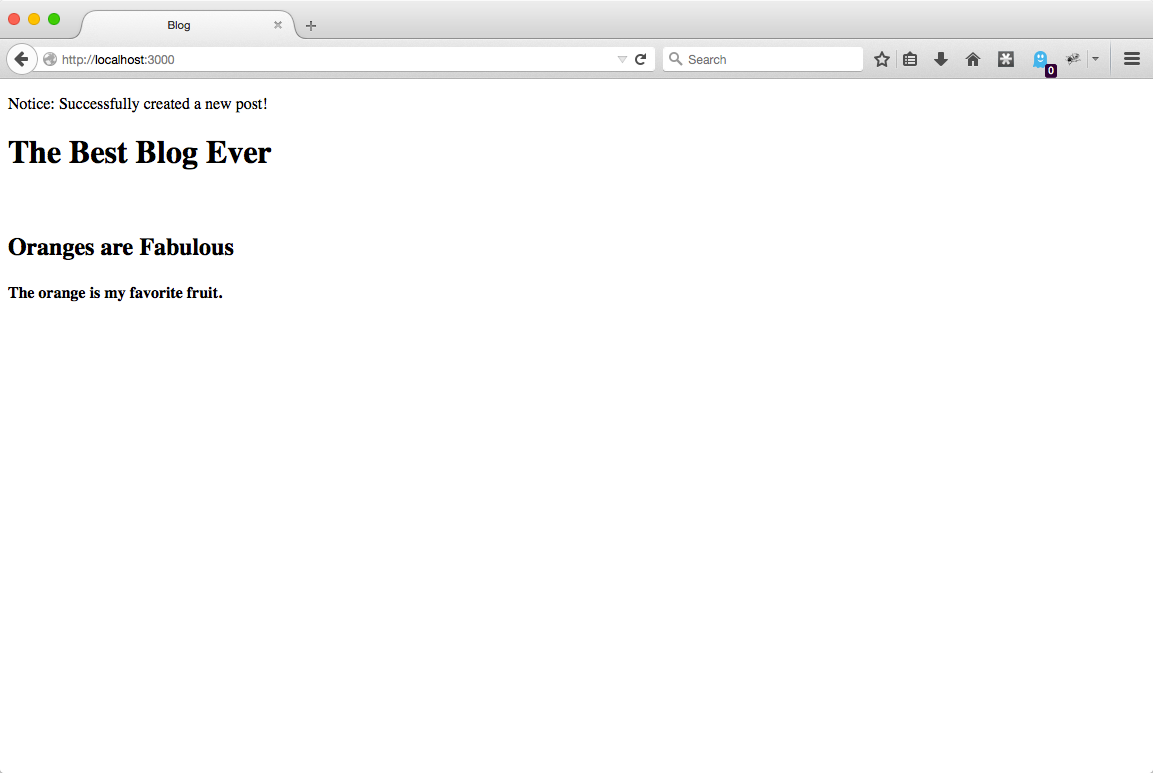 Blog
http://localhost:3000
Search
0
Notice: Successfully created a new post!
The Best Blog Ever
Oranges are Fabulous
The orange is my favorite fruit.